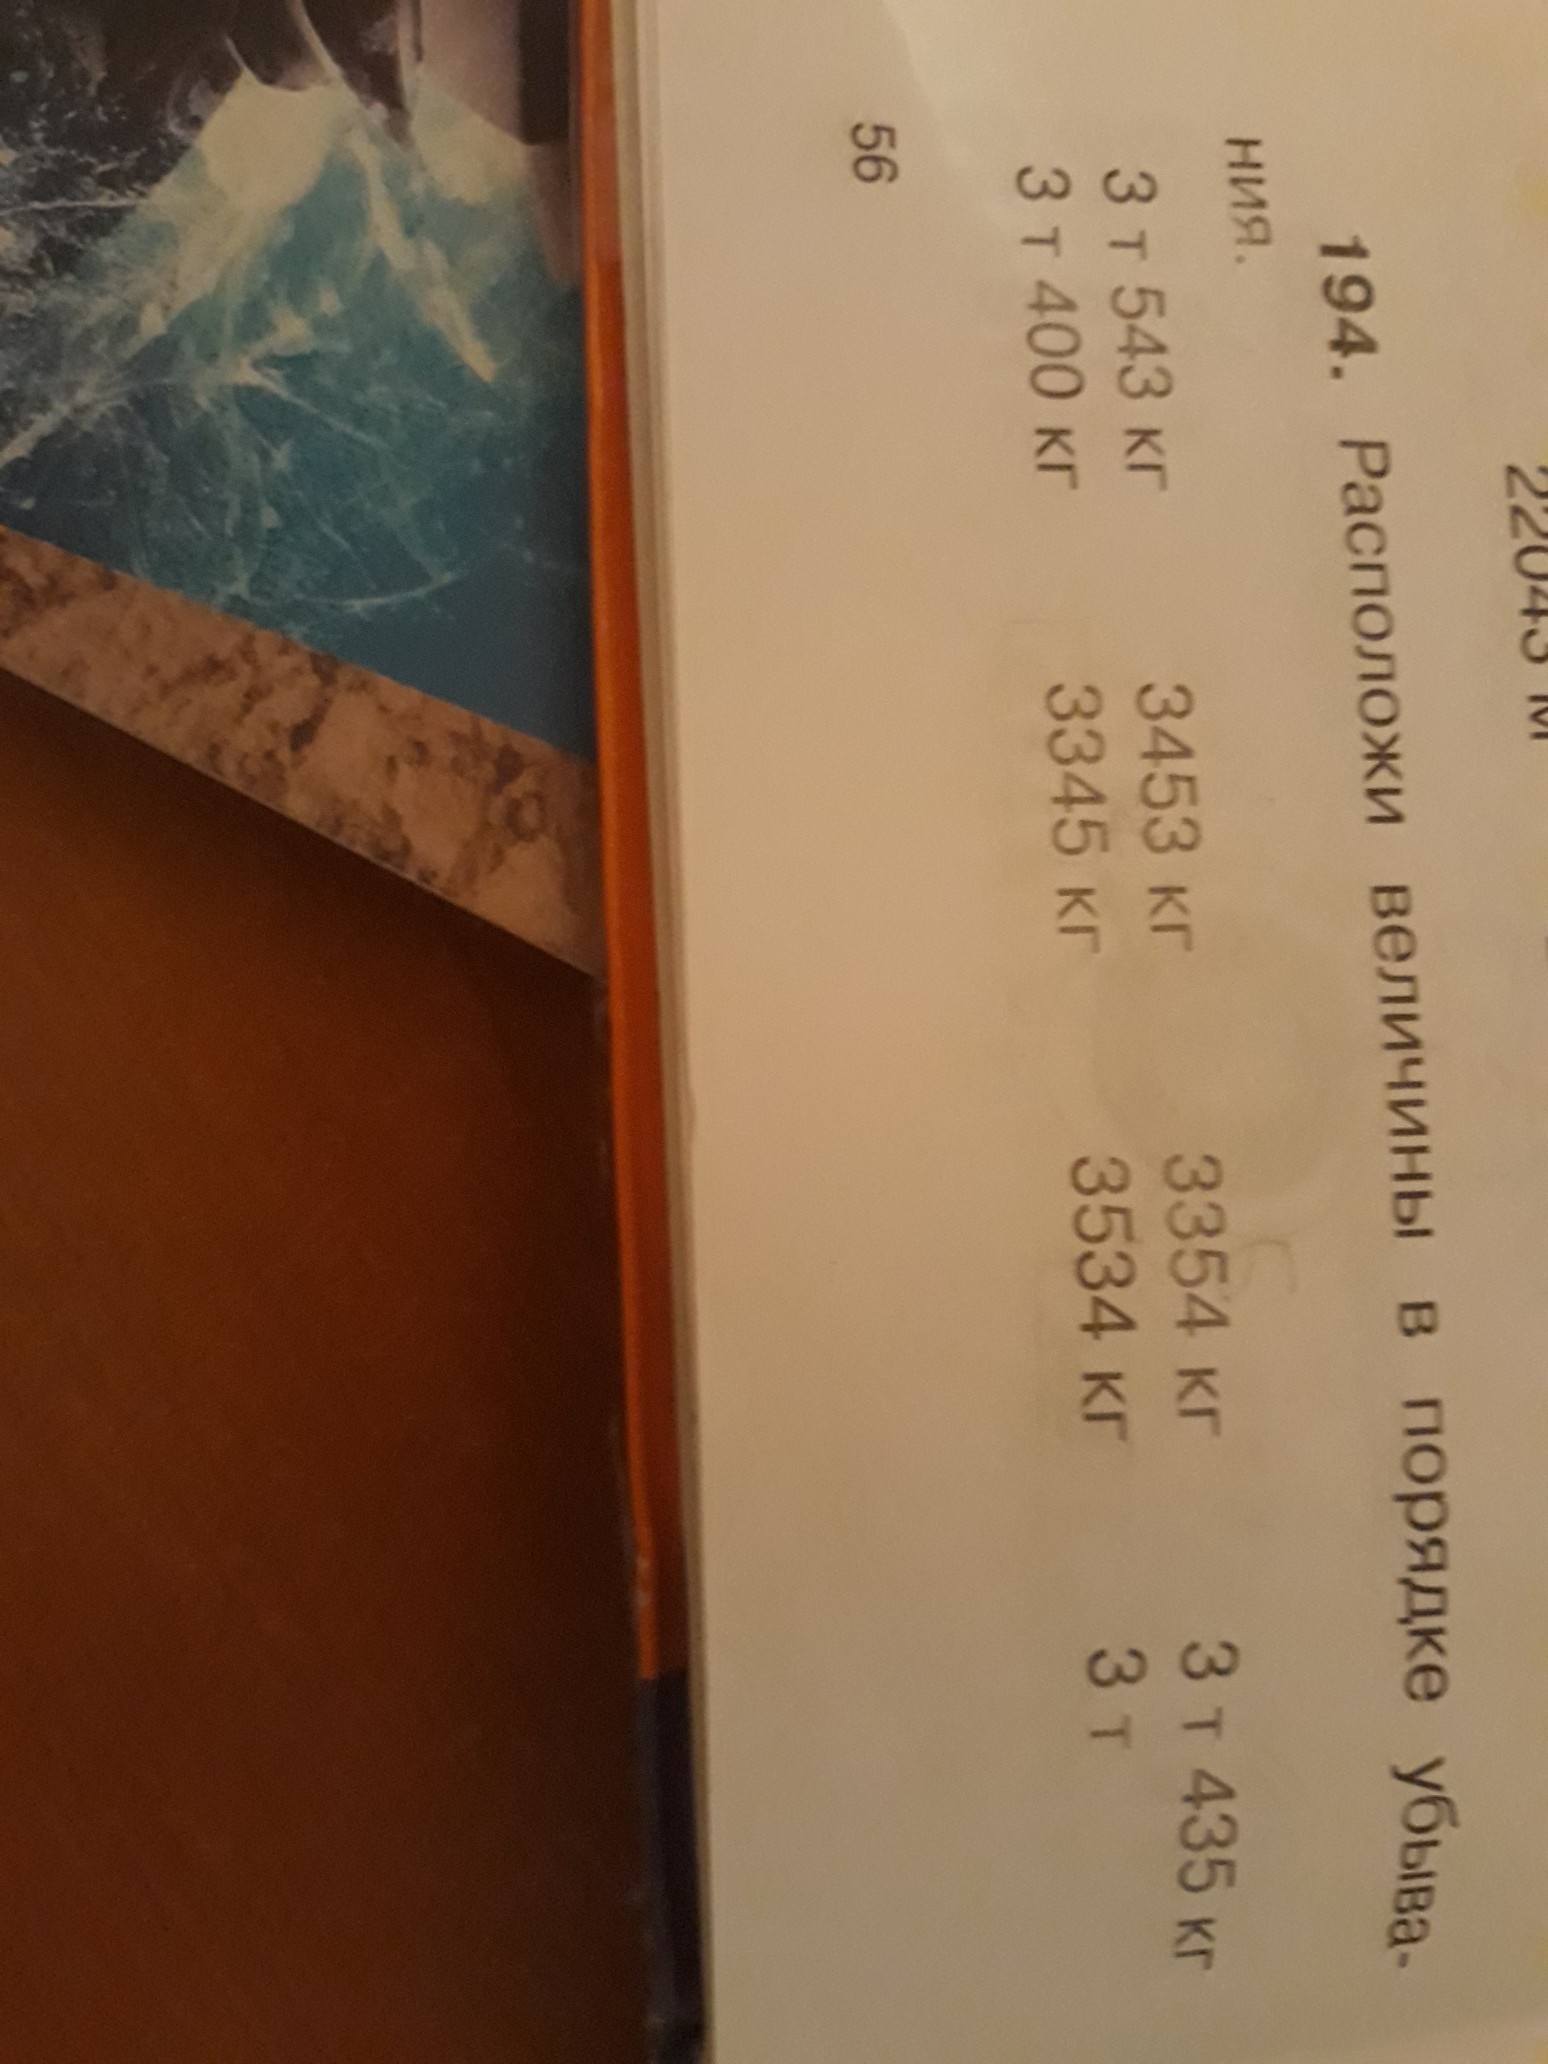 22043 м
194. Расположи величины в порядке убыва-
ния.
3 т 543 кг 3453 кг 3354 кг 3 т 435 кг
3 т 400 кг 3345 кг 3534 кг 3 т
56